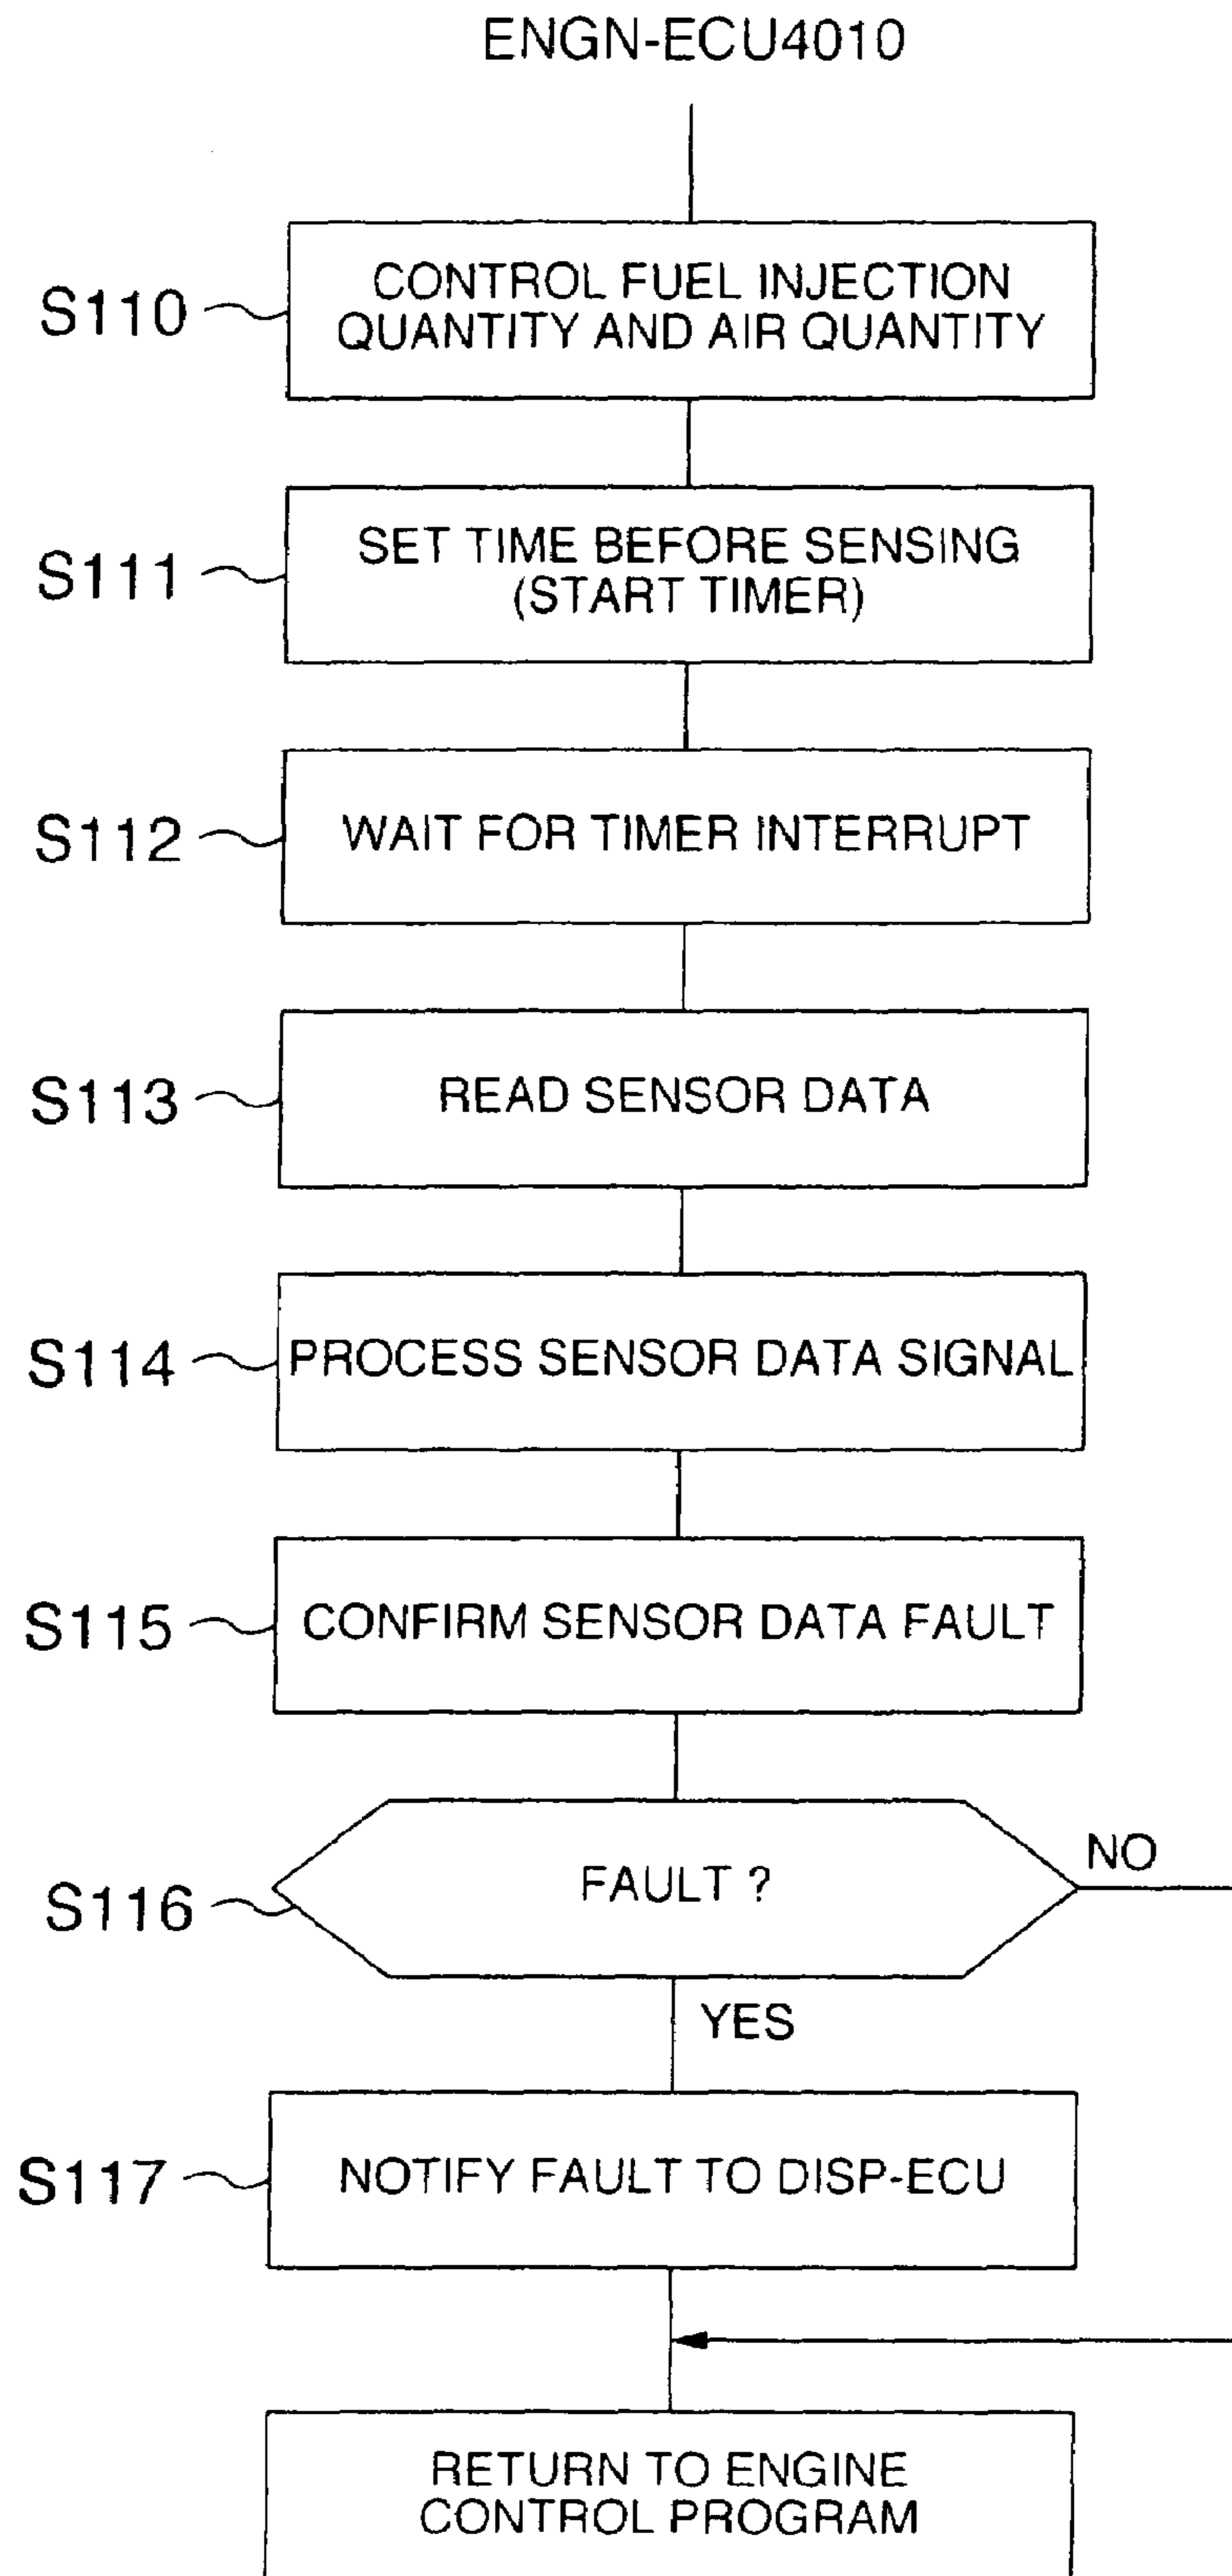 ENGN-ECU4010
S110
CONTROL FUEL INJECTION
QUANTITY AND AIR QUANTITY
S111
SET TIME BEFORE SENSING
(START TIMER)
S112
WAIT FOR TIMER INTERRUPT
S113
READ SENSOR DATA
S114
PROCESS SENSOR DATA SIGNAL
S115
CONFIRM SENSOR DATA FAULT
S116
FAULT ?
NO
YES
S117
NOTIFY FAULT TO DISP-ECU
RETURN TO ENGINE
CONTROL PROGRAM